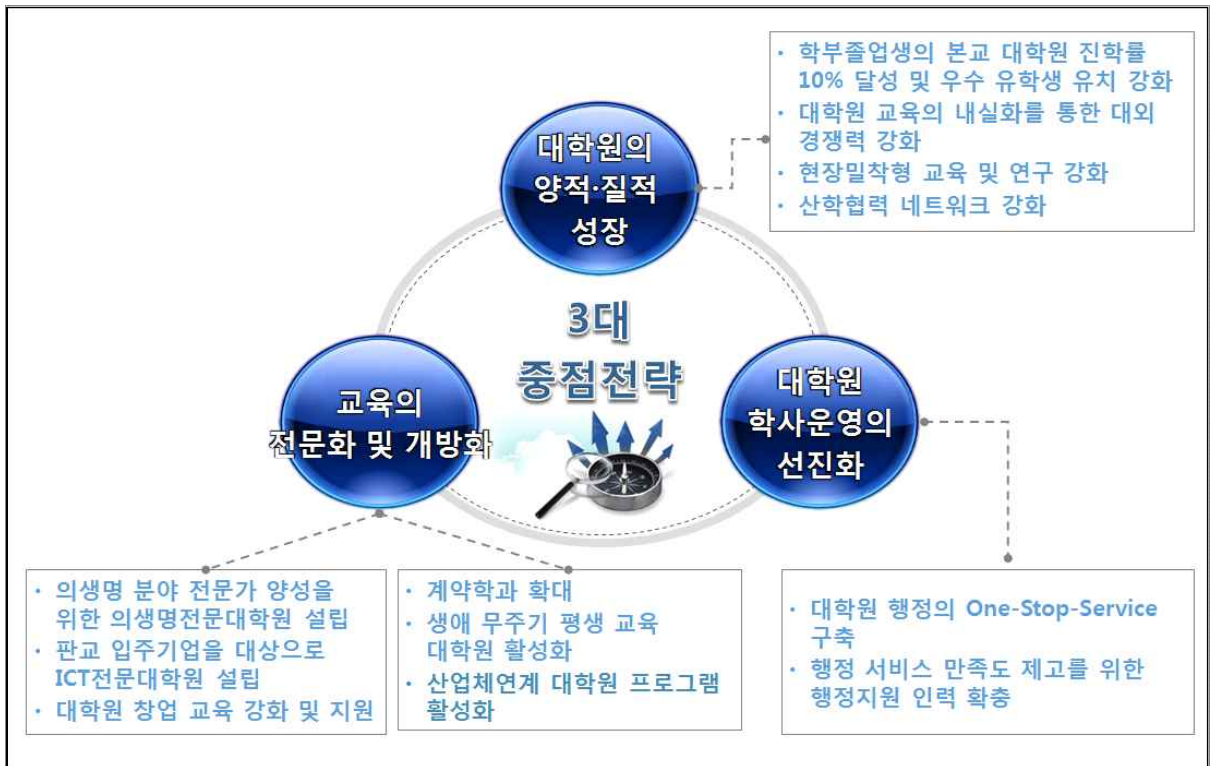 대학원의
양적·질적
성장
· 학부졸업생의 본교 대학원 진학률
10% 달성 및 우수 유학생 유치 강화
· 대학원 교육의 내실화를 통한 대외
경쟁력 강화
· 현장밀착형 교육 및 연구 강화
· 산학협력 네트워크 강화
3대
중점전략
교육의
전문화 및 개방화
대학원
학사운영의
선진화
· 의생명 분야 전문가 양성을
위한 의생명전문대학원 설립
· 판교 입주기업을 대상으로
ICT전문대학원 설립
· 대학원 창업 교육 강화 및 지원
· 계약학과 확대
· 생애 무주기 평생 교육
대학원 활성화
· 산업체연계 대학원 프로그램
활성화
· 대학원 행정의 One-Stop-Service
구축
· 행정 서비스 만족도 제고를 위한
행정지원 인력 확충